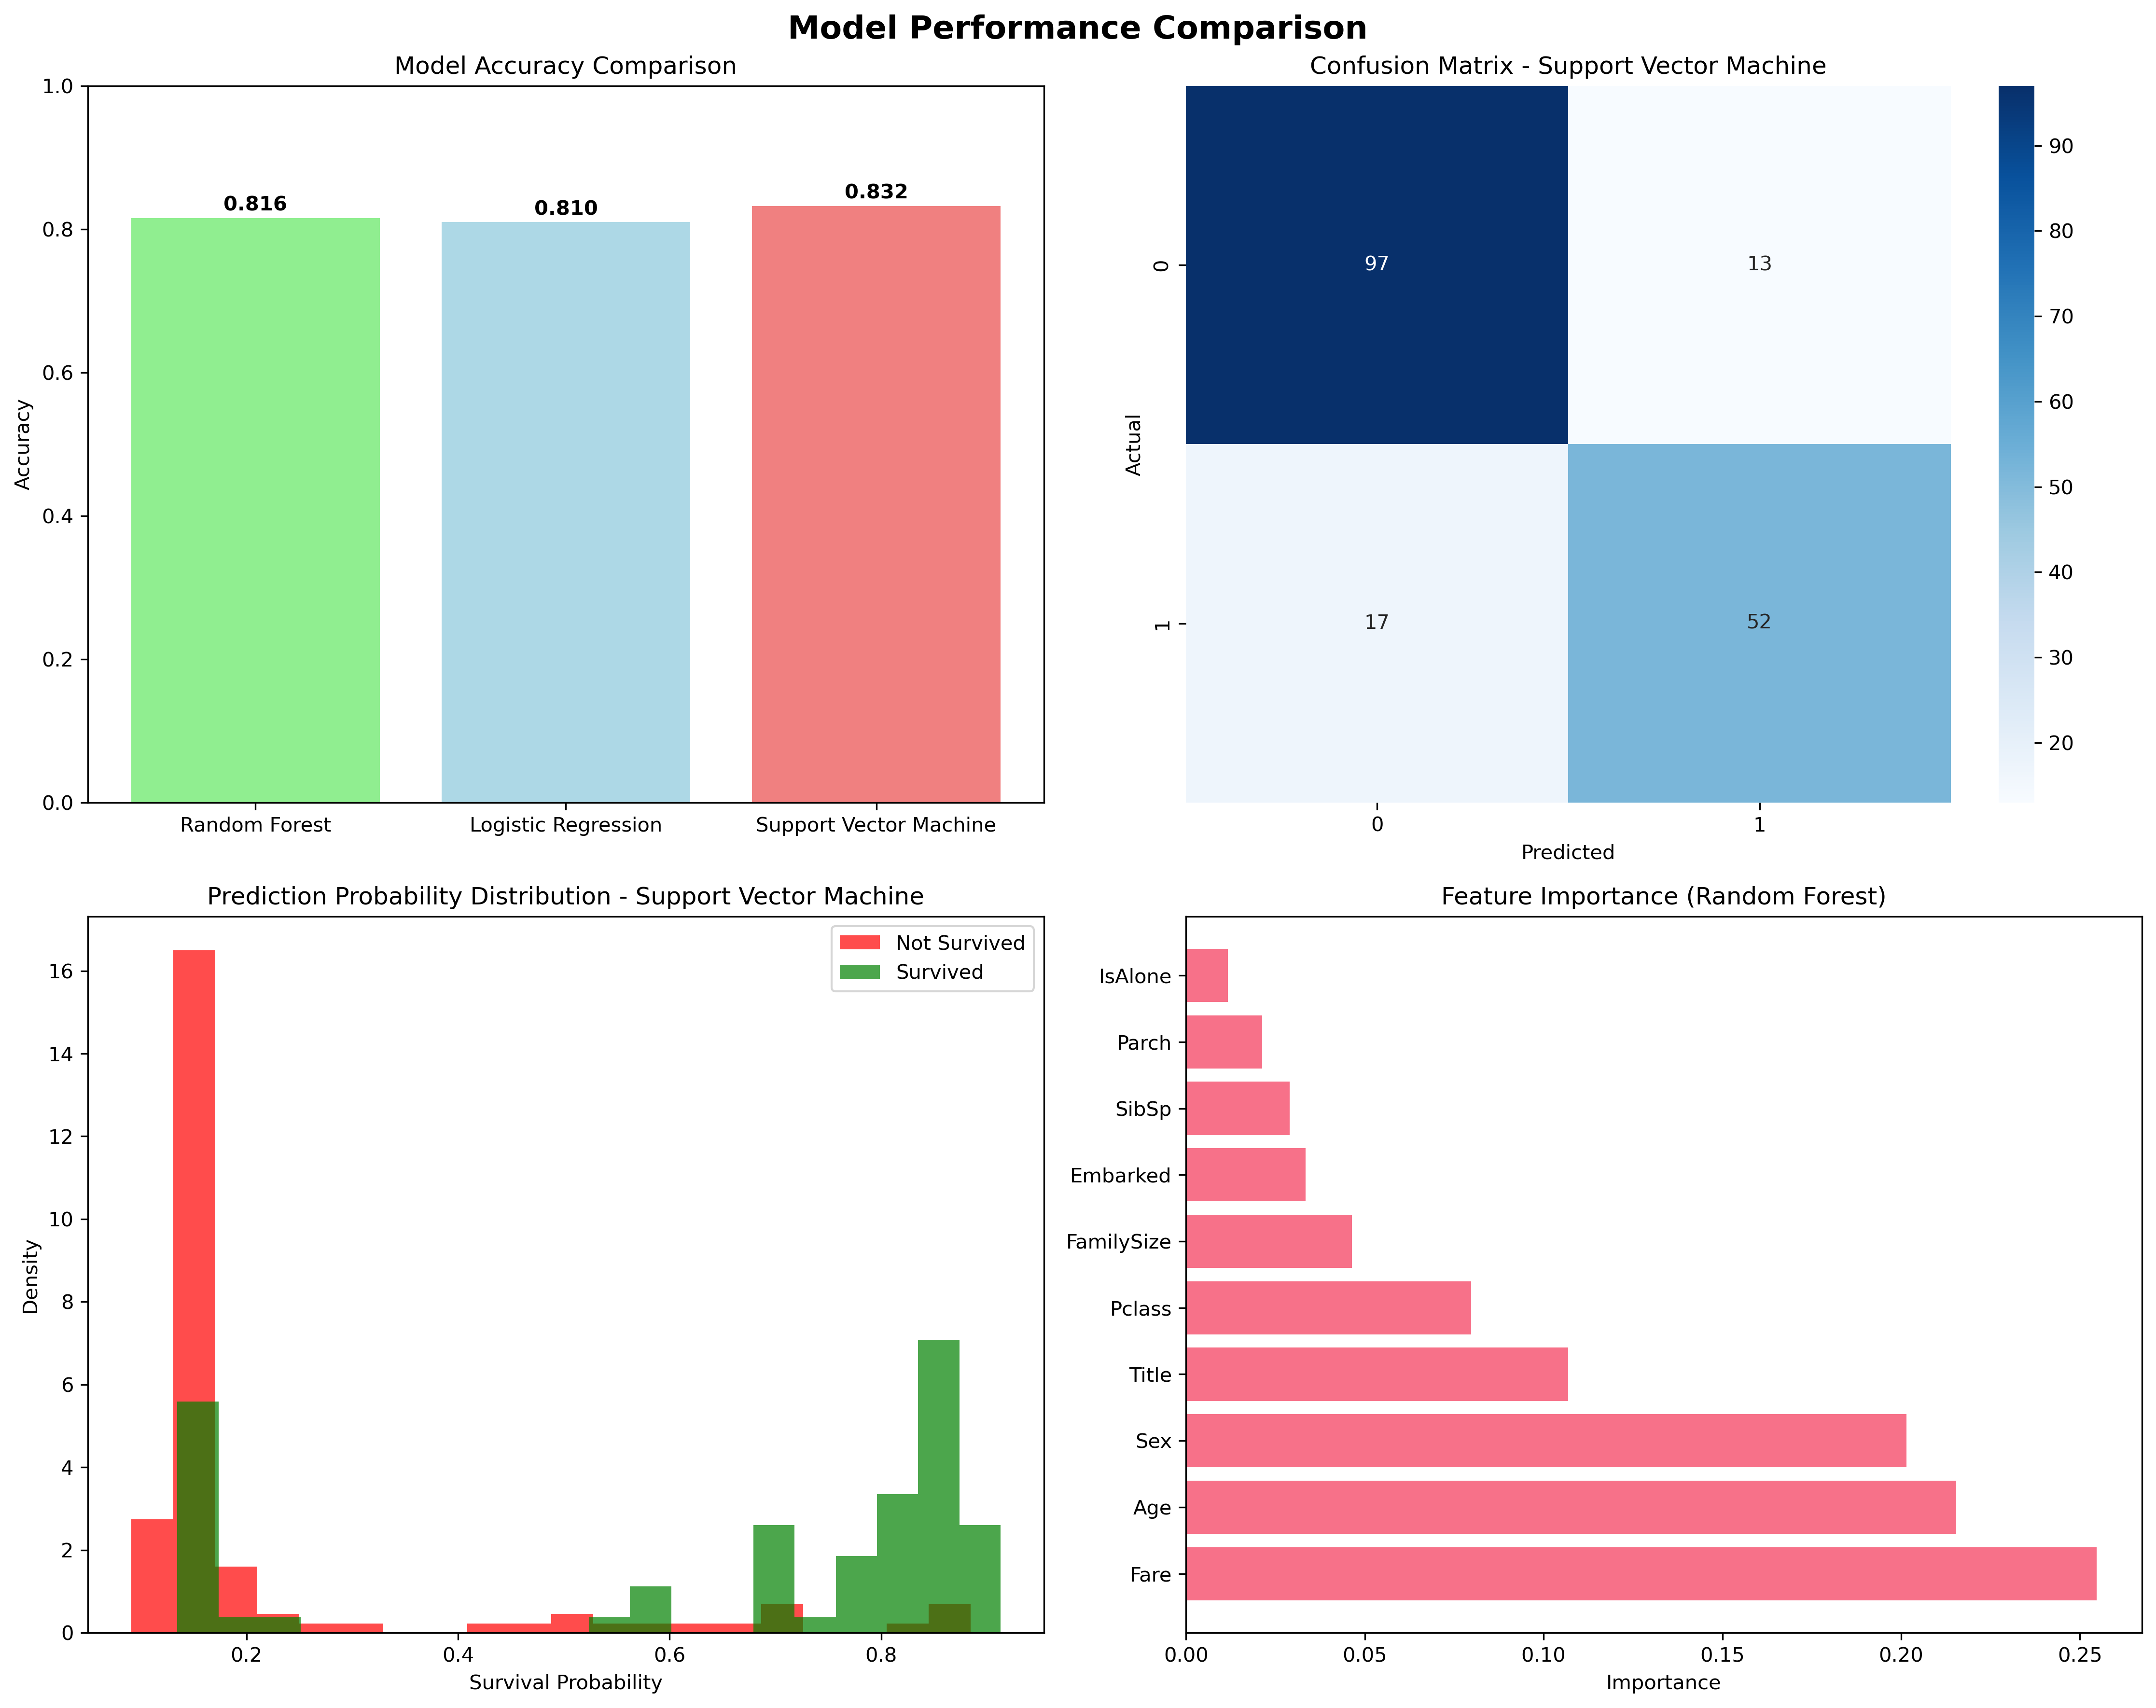 Model Performance Comparison
Model Accuracy Comparison
1.0
0.8
0.6
0.4
0.2
0.0
Accuracy
0.816
0.810
0.832
Random Forest
Logistic Regression
Support Vector Machine
Confusion Matrix - Support Vector Machine
0
1
Actual
97
13
17
52
0
1
Predicted
90
80
70
60
50
40
30
20
Prediction Probability Distribution - Support Vector Machine
Not Survived
Survived
16
14
12
10
8
6
4
2
0
Density
0.2
0.4
0.6
0.8
Survival Probability
Feature Importance (Random Forest)
IsAlone
Parch
SibSp
Embarked
FamilySize
Pclass
Title
Sex
Age
Fare
0.00
0.05
0.10
0.15
0.20
0.25
Importance